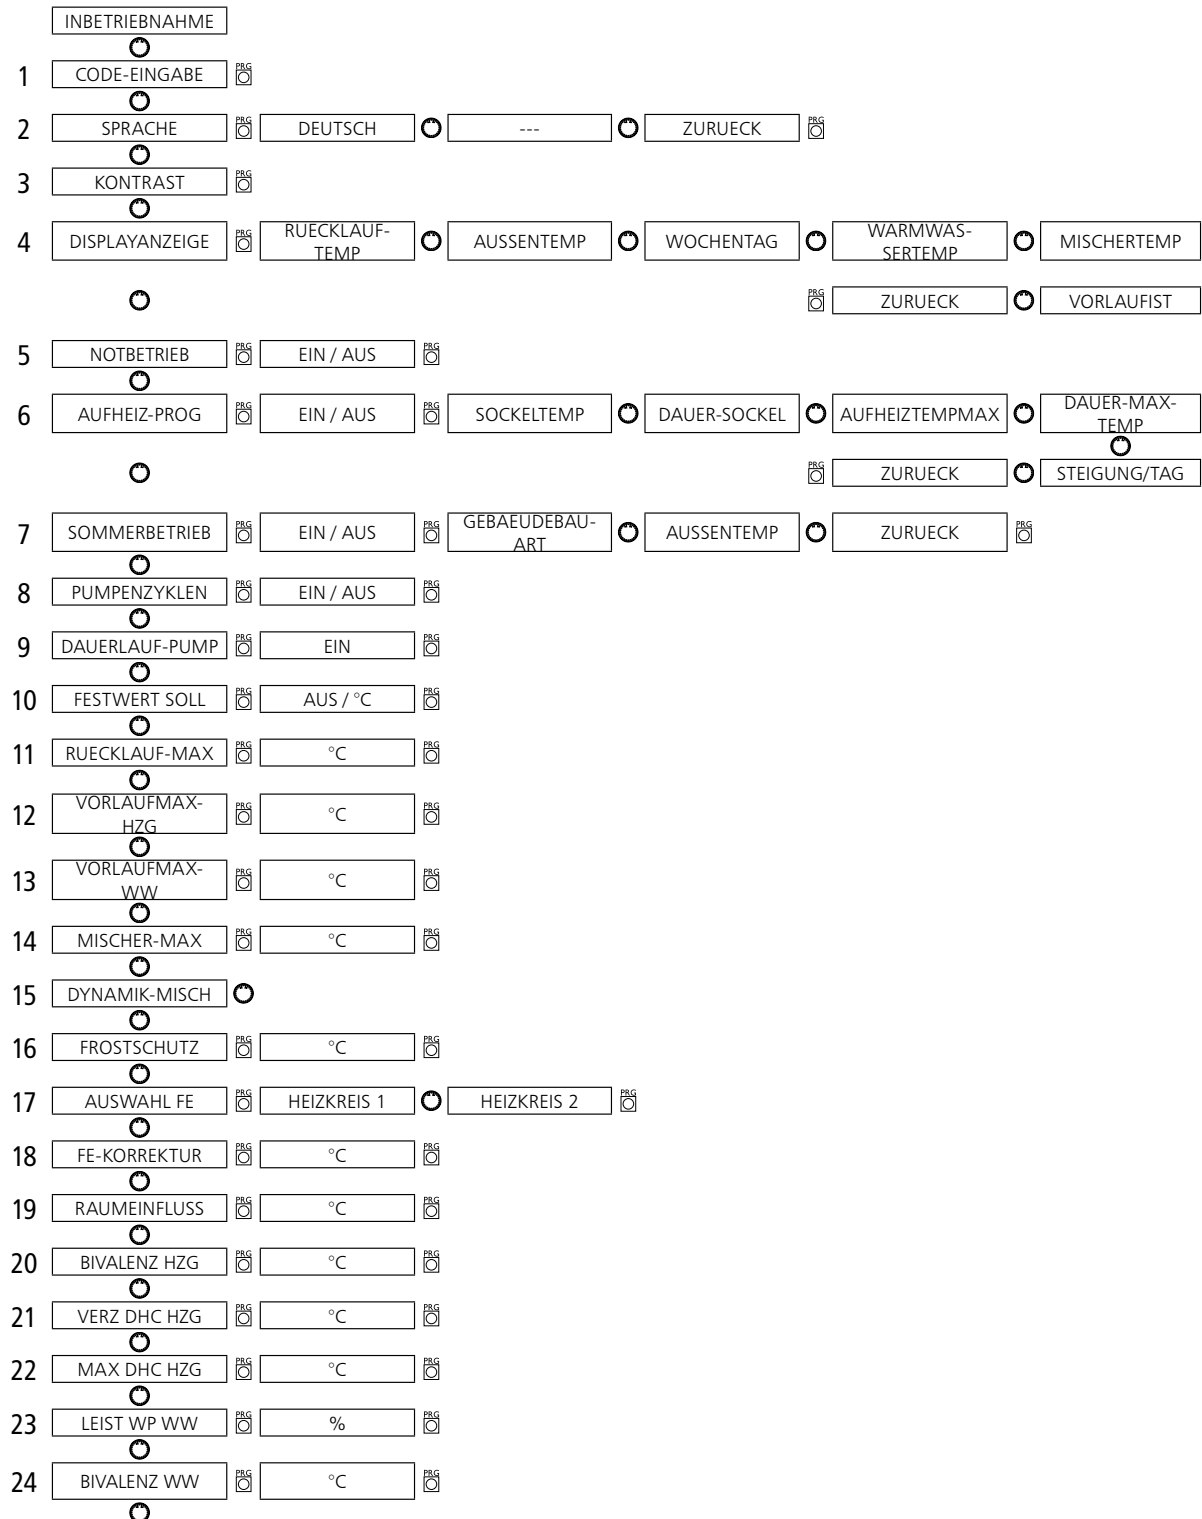 INBETRIEBNAHME
1 CODE-EINGABE PRG
2 SPRACHE PRG DEUTSCH --- ZURUECK PRG
3 KONTRAST PRG
4 DISPLAYANZEIGE PRG RUECKLAUF-
TEMP AUSSENTEMP WOCHENTAG WARMWAS-
SERTEMP MISCHERTEMP
PRG ZURUECK VORLAUFIST
5 NOTBETRIEB PRG EIN / AUS PRG
6 AUFHEIZ-PROG PRG EIN / AUS PRG SOCKELTEMP DAUER-SOCKEL AUFHEIZTEMPMAX DAUER-MAX-
TEMP
PRG ZURUECK STEIGUNG/TAG
7 SOMMERBETRIEB PRG EIN / AUS PRG GEBAEUDEBAU-
ART AUSSENTEMP ZURUECK PRG
8 PUMPENZYKLEN PRG EIN / AUS PRG
9 DAUERLAUF-PUMP PRG EIN PRG
10 FESTWERT SOLL PRG AUS / °C PRG
11 RUECKLAUF-MAX PRG °C PRG
12 VORLAUFMAX-
HZG PRG °C PRG
13 VORLAUFMAX-
WW PRG °C PRG
14 MISCHER-MAX PRG °C PRG
15 DYNAMIK-MISCH
16 FROSTSCHUTZ PRG °C PRG
17 AUSWAHL FE PRG HEIZKREIS 1 HEIZKREIS 2 PRG
18 FE-KORREKTUR PRG °C PRG
19 RAUMEINFLUSS PRG °C PRG
20 BIVALENZ HZG PRG °C PRG
21 VERZ DHC HZG PRG °C PRG
22 MAX DHC HZG PRG °C PRG
23 LEIST WP WW PRG % PRG
24 BIVALENZ WW PRG °C PRG